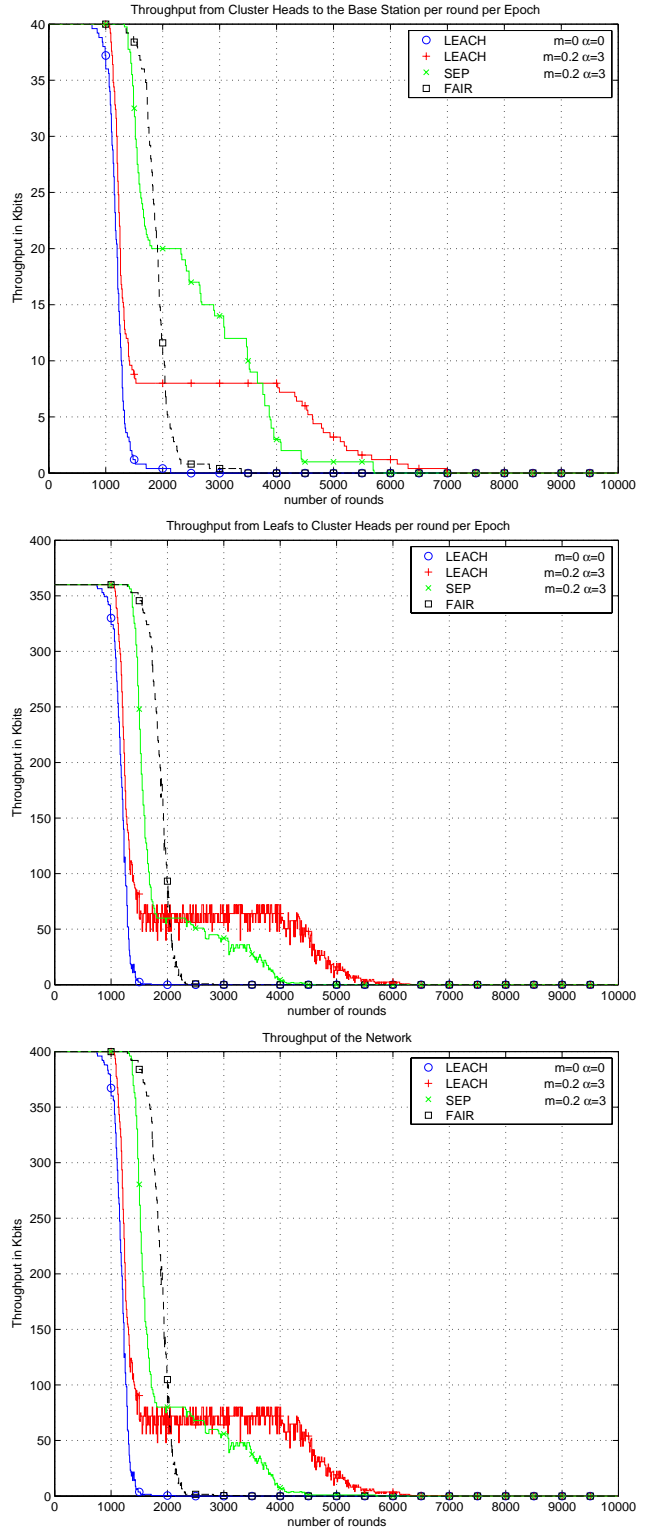 Throughput from Cluster Heads to the Base Station per round per Epoch
40
35
30
25
20
15
10
5
0
Throughput in Kbits
LEACH m=0 α=0
LEACH m=0.2 α=3
SEP m=0.2 α=3
FAIR
0 1000 2000 3000 4000 5000 6000 7000 8000 9000 10000
number of rounds
Throughput from Leafs to Cluster Heads per round per Epoch
400
350
300
250
200
150
100
50
0
Throughput in Kbits
LEACH m=0 α=0
LEACH m=0.2 α=3
SEP m=0.2 α=3
FAIR
0 1000 2000 3000 4000 5000 6000 7000 8000 9000 10000
number of rounds
Throughput of the Network
400
350
300
250
200
150
100
50
0
Throughput in Kbits
LEACH m=0 α=0
LEACH m=0.2 α=3
SEP m=0.2 α=3
FAIR
0 1000 2000 3000 4000 5000 6000 7000 8000 9000 10000
number of rounds